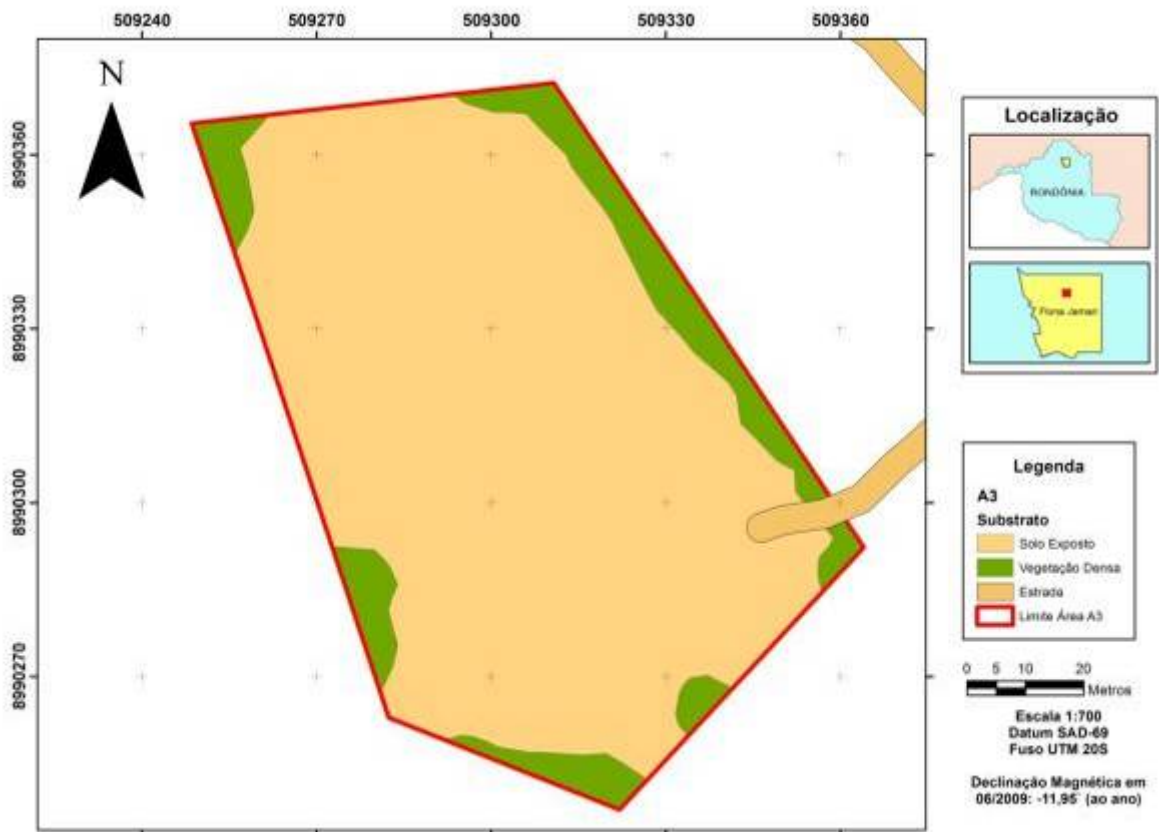 509240 509270 509300 509330 509360
N
8990360
8990330
8990300
8990270
Localização
RONDÔNIA
Flona Jamari
Legenda
A3
Substrato
Solo Exposto
Vegetação Densa
Estrada
Limite Área A3
0 5 10 20
Metros
Escala 1:700
Datum SAD-69
Fuso UTM 20S
Declinação Magnética em
06/2009: -11,95 (ao ano)